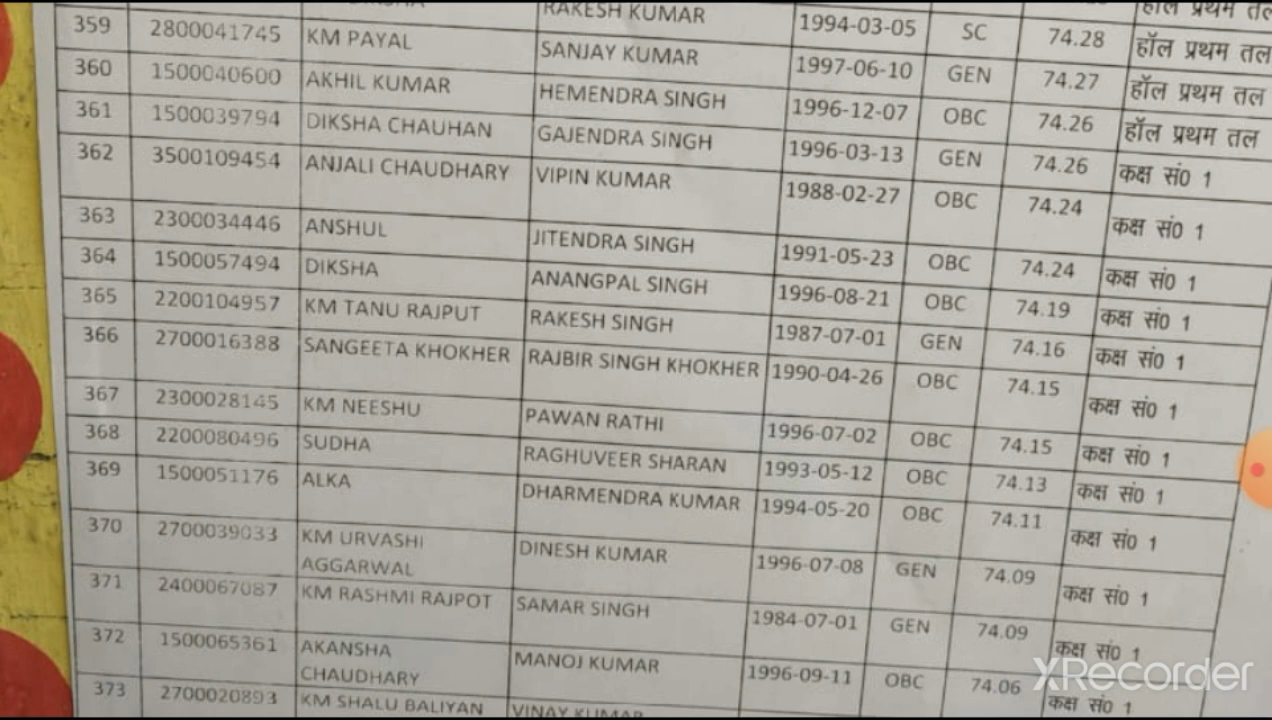 हॉल प्रथम तल
RAKESH KUMAR 1994-03-05 SC 74.28 हॉल प्रथम तल
359 2800041745 KM PAYAL SANJAY KUMAR 1997-06-10 GEN 74.27 हॉल प्रथम तल
360 1500040600 AKHIL KUMAR HEMENDRA SINGH 1996-12-07 OBC 74.26 हॉल प्रथम तल
361 1500039794 DIKSHA CHAUHAN GAJENDRA SINGH 1996-03-13 GEN 74.26 कक्ष सं0 1
362 3500109454 ANJALI CHAUDHARY VIPIN KUMAR 1988-02-27 OBC 74.24 कक्ष सं0 1
363 2300034446 ANSHUL JITENDRA SINGH 1991-05-23 OBC 74.24 कक्ष सं0 1
364 1500057494 DIKSHA ANANGPAL SINGH 1996-08-21 OBC 74.19 कक्ष सं0 1
365 2200104957 KM TANU RAJPUT RAKESH SINGH 1987-07-01 GEN 74.16 कक्ष सं0 1
366 2700016388 SANGEETA KHOKHER RAJBIR SINGH KHOKHER 1990-04-26 OBC 74.15 कक्ष सं0 1
367 2300028145 KM NEESHU PAWAN RATHI 1996-07-02 OBC 74.15 कक्ष सं0 1
368 2200080496 SUDHA RAGHUVEER SHARAN 1993-05-12 OBC 74.13 कक्ष सं0 1
369 1500051176 ALKA DHARMENDRA KUMAR 1994-05-20 OBC 74.11 कक्ष सं0 1
370 2700039033 KM URVASHI DINESH KUMAR 1996-07-08 GEN 74.09 कक्ष सं0 1
AGGARWAL
371 2400067087 KM RASHMI RAJPOT SAMAR SINGH 1984-07-01 GEN 74.09 कक्ष सं0 1
372 1500065361 AKANSHA MANOJ KUMAR 1996-09-11 OBC 74.06 कक्ष सं0 1
CHAUDHARY
373 2700020893 KM SHALU BALIYAN VINAY KUMAR
XRecorder